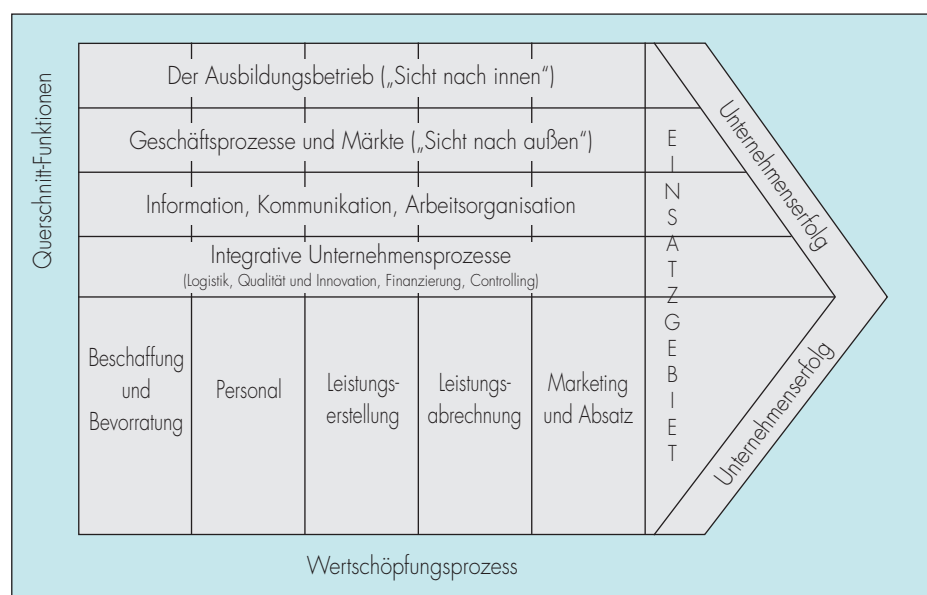 Querschnitt-Funktionen
Der Ausbildungsbetrieb („Sicht nach innen“)
Geschäftsprozesse und Märkte („Sicht nach außen“)
Information, Kommunikation, Arbeitsorganisation
Integrative Unternehmensprozesse
(Logistik, Qualität und Innovation, Finanzierung, Controlling)
Beschaffung
und
Bevorratung
Personal
Leistungs-
erstellung
Leistungs-
abrechnung
Marketing
und Absatz
EINSATZGEBIET
Unternehmenserfolg
Unternehmenserfolg
Wertschöpfungsprozess